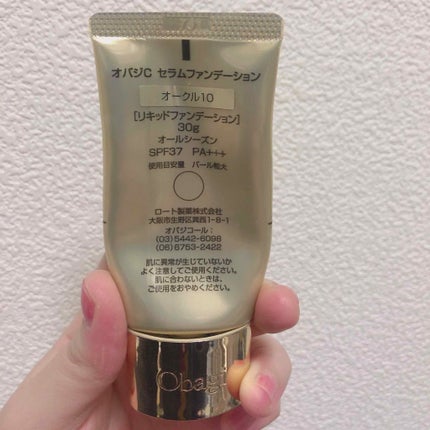 オバジC セラムファンデーション
オークル10
[リキッドファンデーション]
30g
オールシーズン
SPF37 PA+++
使用目安量 パール粒大
ロート製薬株式会社
大阪市生野区巽西1-8-1
オバジコール:
(03)5442-6098
(06)6753-2422
肌に異常が生じていないか
よく注意してご使用ください。
肌に合わないときは、
ご使用をおやめください。
Obagi